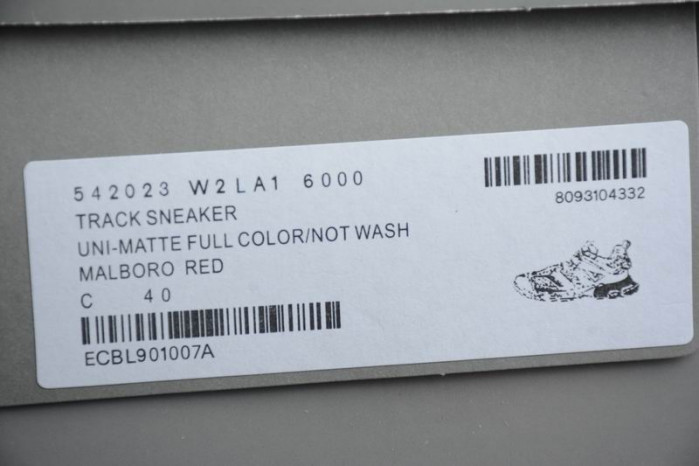 542023 W2LA1 6000
TRACK SNEAKER
UNI-MATTE FULL COLOR/NOT WASH
MALBORO RED
C 40
ECBL901007A
8093104332